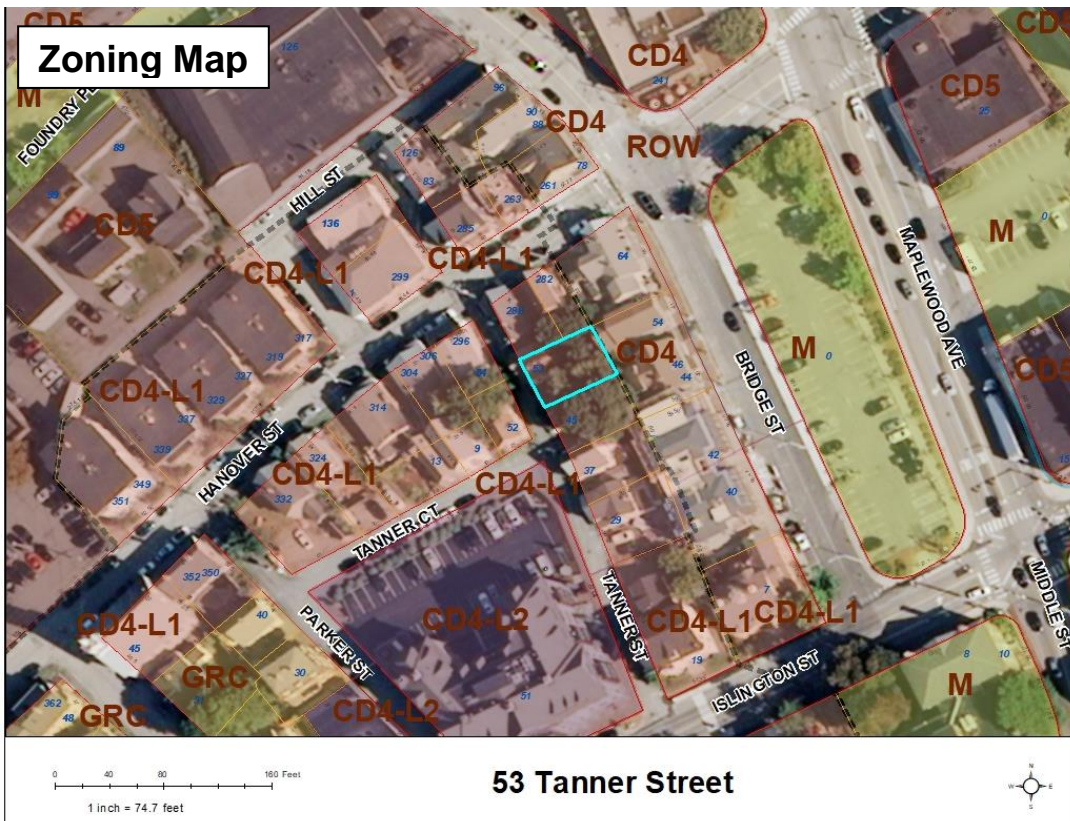 Zoning Map
CD5
126
CD4
241
CD5
25
CD5
M
FOUNDRY PL
96
90
88
CD4
ROW
89
HILL ST
126
83
78
261
263
285
CD5
136
299
CD4-L1
CD4-L1
64
282
M
0
MAPLEWOOD AVE
317
319
327
329
337
339
CD4-L1
349
351
296
306
304
314
54
CD4
46
44
M
0
BRIDGE ST
CD5
HANOVER ST
324
CD4-L1
332
13
9
52
37
29
42
40
CD4-L1
TANNER CT
352
350
CD4-L1
45
40
PARKER ST
GRC
30
CD4-L2
TANNER ST
CD4-L1
CD4-L1
7
19
MIDDLE ST
8
10
M
ISLINGTON ST
362
48
GRC
CD4-L2
51
0 40 80 160 Feet
1 inch = 74.7 feet
53 Tanner Street
N
W
E
S